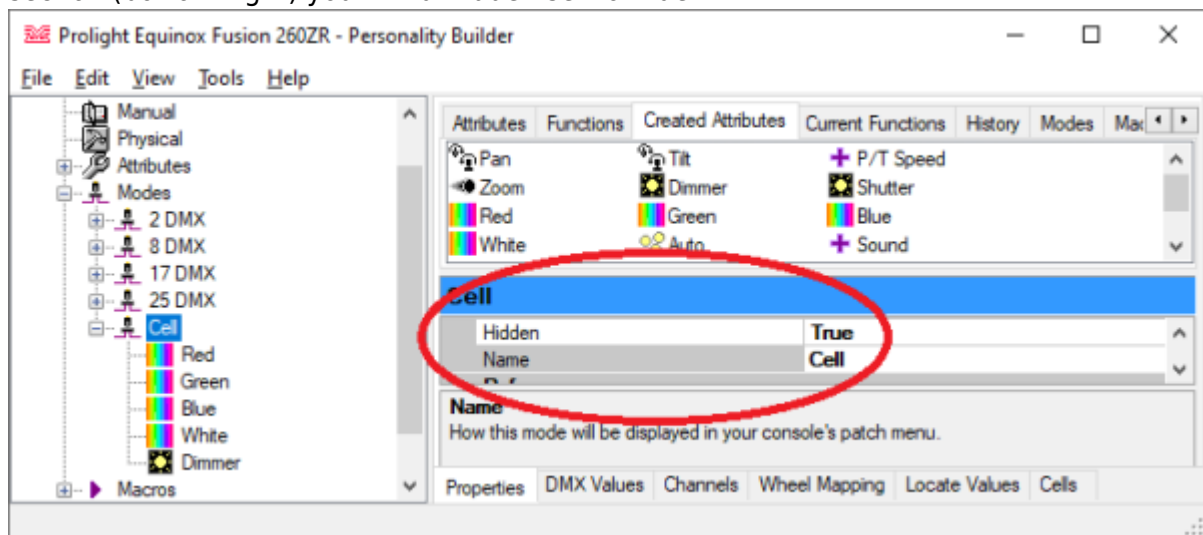 Prolight Equinox Fusion 260ZR - Personality Builder
File Edit View Tools Help
Manual
Physical
Attributes
Modes
2 DMX
8 DMX
17 DMX
25 DMX
Cell
Red
Green
Blue
White
Dimmer
Macros
Attributes Functions Created Attributes Current Functions History Modes
Pan Tilt P/T Speed
Zoom Dimmer Shutter
Red Green Blue
White Auto Sound
Cell
Hidden True
Name Cell
Name
How this mode will be displayed in your console's patch menu.
Properties DMX Values Channels Wheel Mapping Locate Values Cells